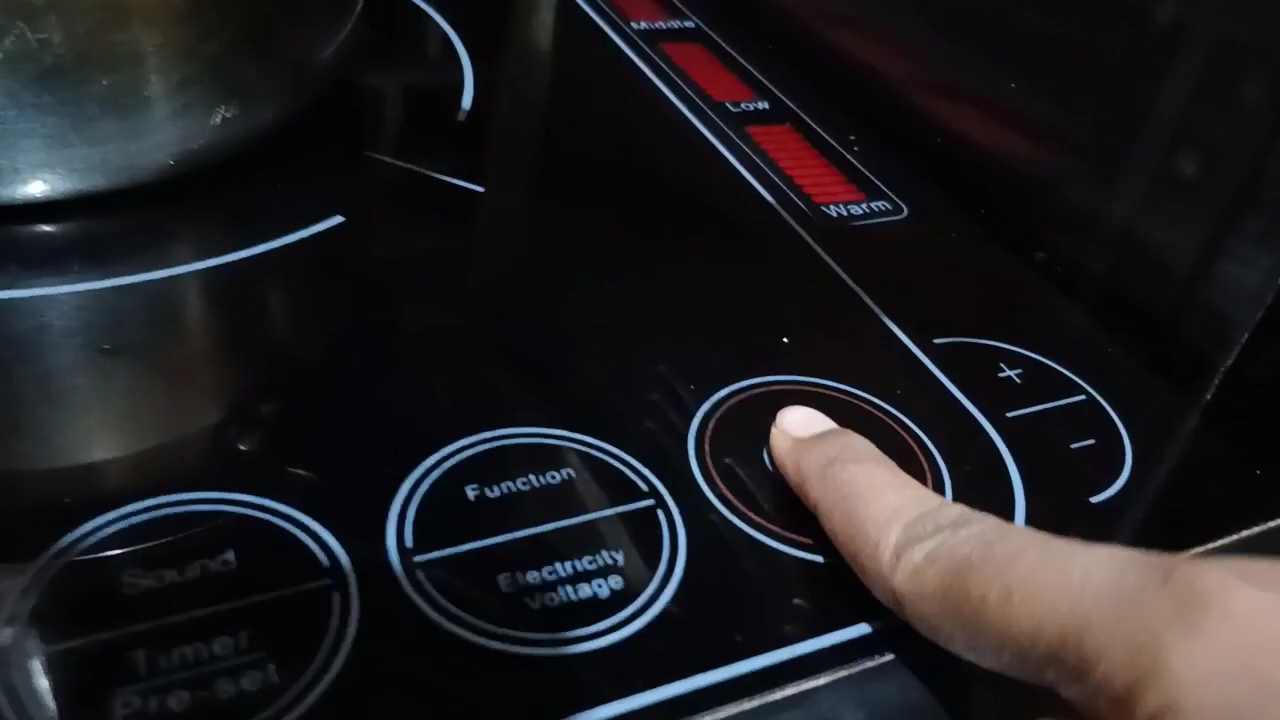 Middle
Low
Warm
+
-
Function
Electricity
Voltage
Sound
Timer
Pre-set